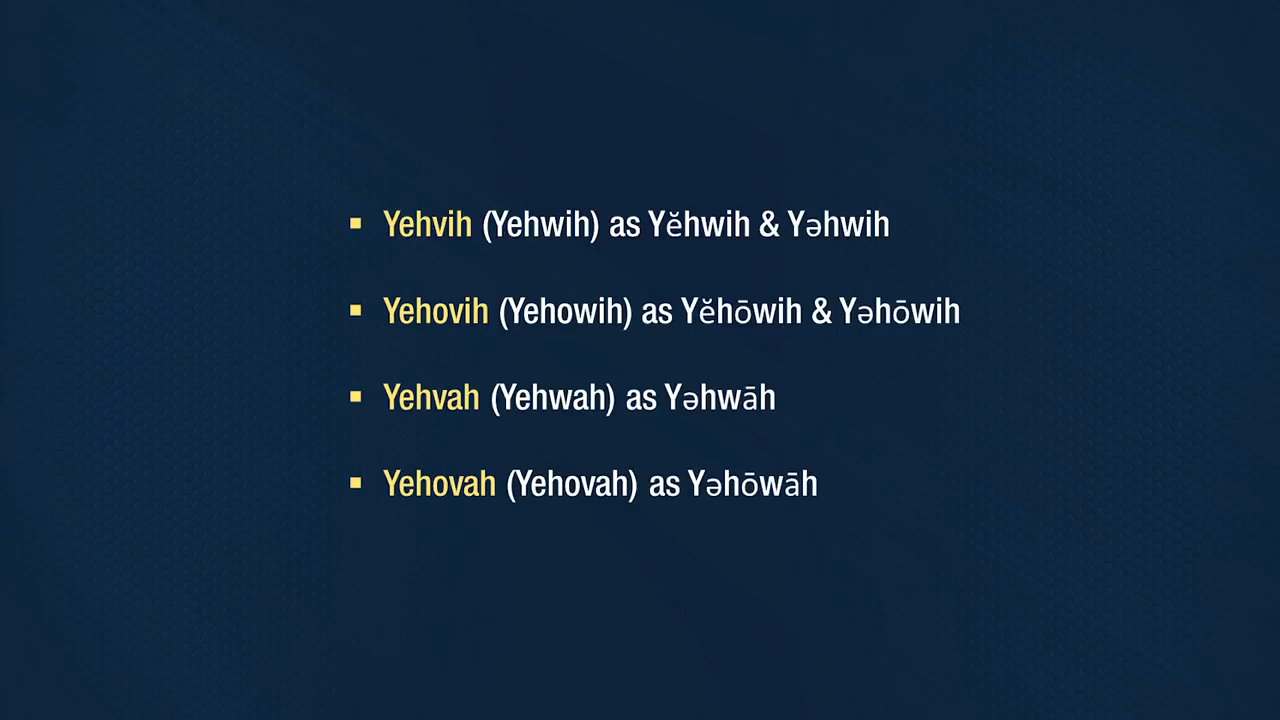 ▪ Yehvih (Yehwih) as Yĕhwih & Yəhwih
▪ Yehovih (Yehowih) as Yĕhōwih & Yəhōwih
▪ Yehvah (Yehwah) as Yəhwāh
▪ Yehovah (Yehovah) as Yəhōwāh